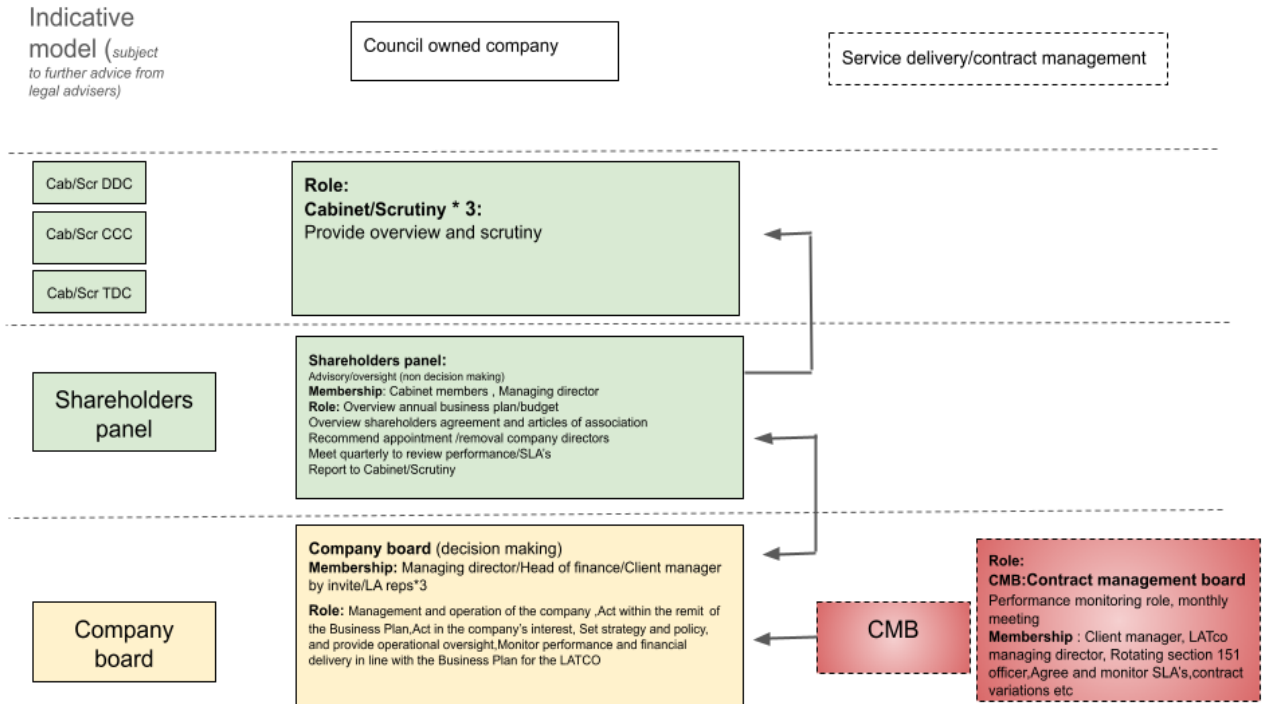 Indicative
model (subject
to further advice from
legal advisers)
Council owned company
Service delivery/contract management
Cab/Scr DDC
Cab/Scr CCC
Cab/Scr TDC
Role:
Cabinet/Scrutiny * 3:
Provide overview and scrutiny
Shareholders
panel
Shareholders panel:
Advisory/oversight (non decision making)
Membership: Cabinet members , Managing director
Role: Overview annual business plan/budget
Overview shareholders agreement and articles of association
Recommend appointment /removal company directors
Meet quarterly to review performance/SLA's
Report to Cabinet/Scrutiny
Company
board
Company board (decision making)
Membership: Managing director/Head of finance/Client manager
by invite/LA reps*3
Role: Management and operation of the company ,Act within the remit of
the Business Plan,Act in the company's interest, Set strategy and policy,
and provide operational oversight,Monitor performance and financial
delivery in line with the Business Plan for the LATCO
CMB
Role:
CMB:Contract management board
Performance monitoring role, monthly
meeting
Membership : Client manager, LATco
managing director, Rotating section 151
officer,Agree and monitor SLA's,contract
variations etc